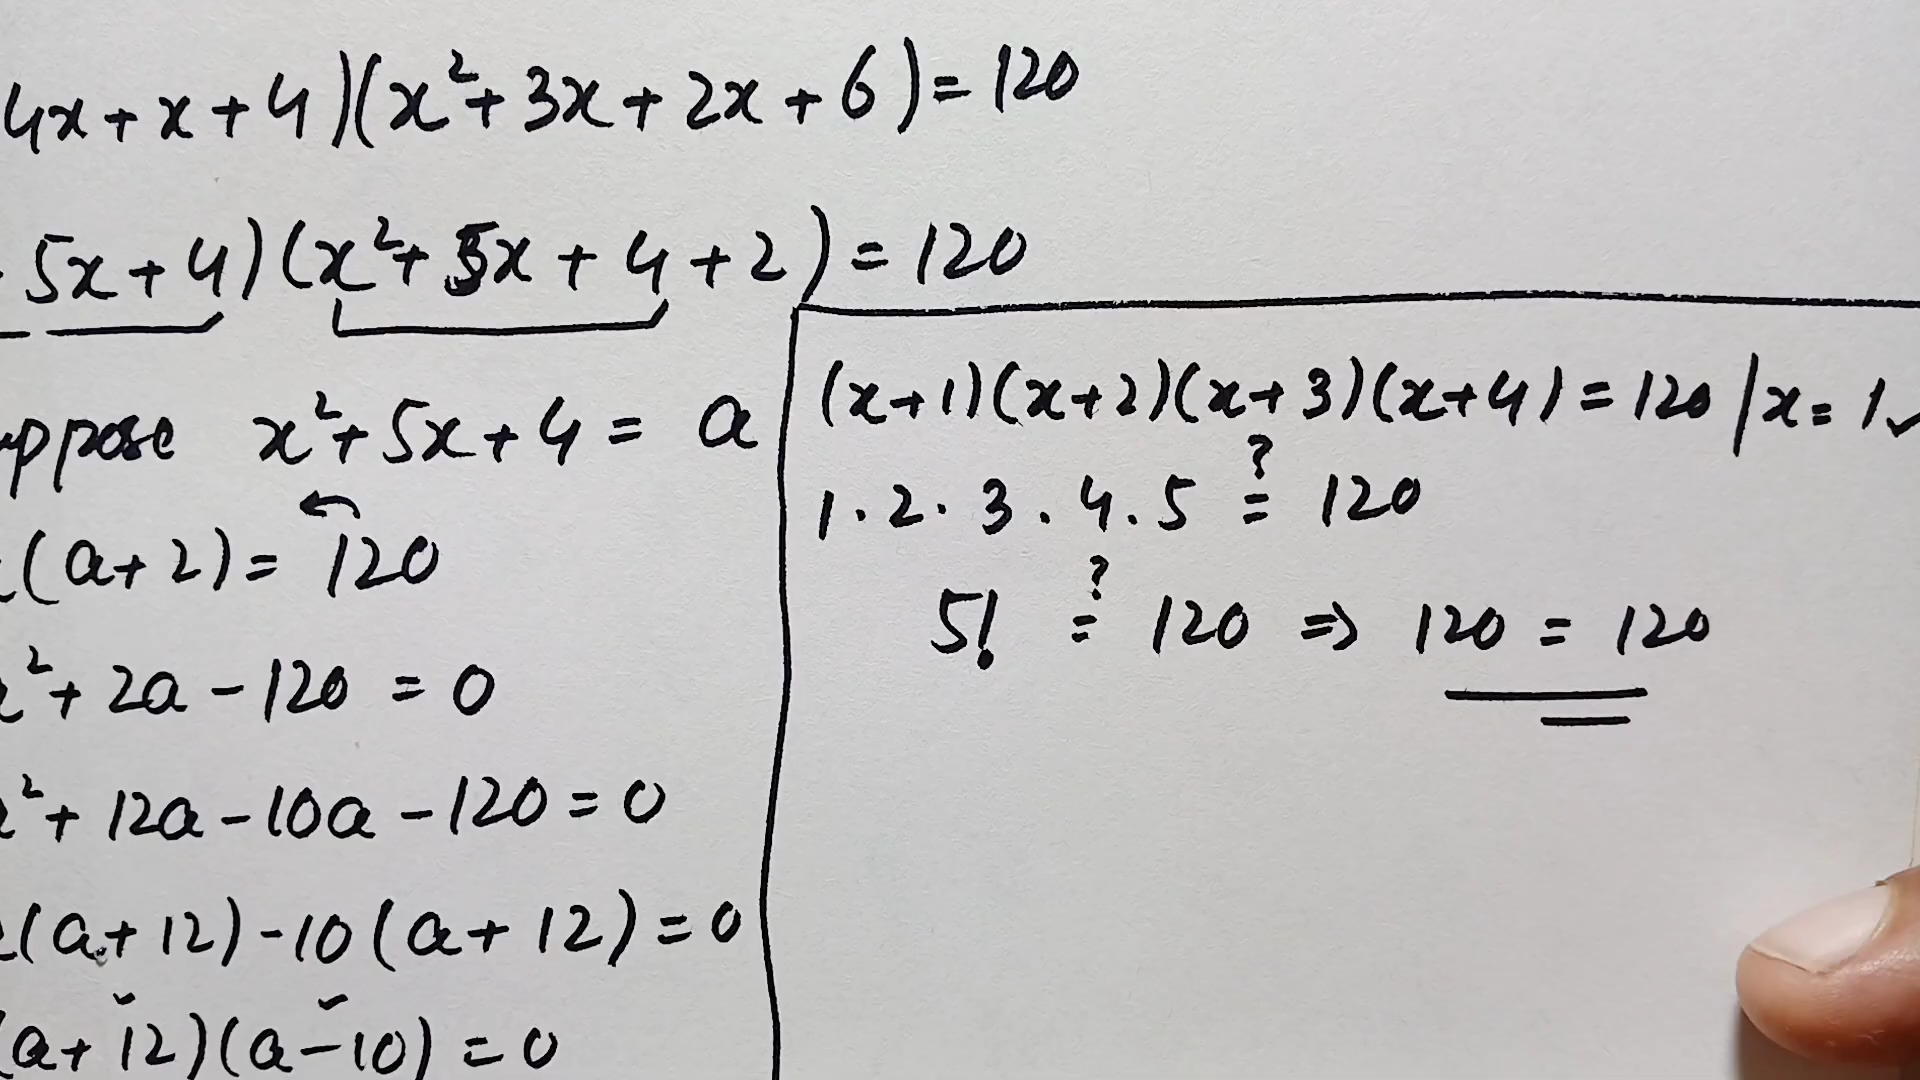 4x + x + 4)(x² + 3x + 2x + 6) = 120
5x + 4)(x² + 5x + 4 + 2) = 120
uppose x² + 5x + 4 = a
(a + 2) = 120
² + 2a - 120 = 0
² + 12a - 10a - 120 = 0
(a + 12) - 10(a + 12) = 0
(a + 12)(a - 10) = 0
(x+1)(x+2)(x+3)(x+4) = 120 | x = 1 ✓
1 · 2 · 3 · 4 · 5 ≟ 120
5! ≟ 120 ⇒ 120 = 120